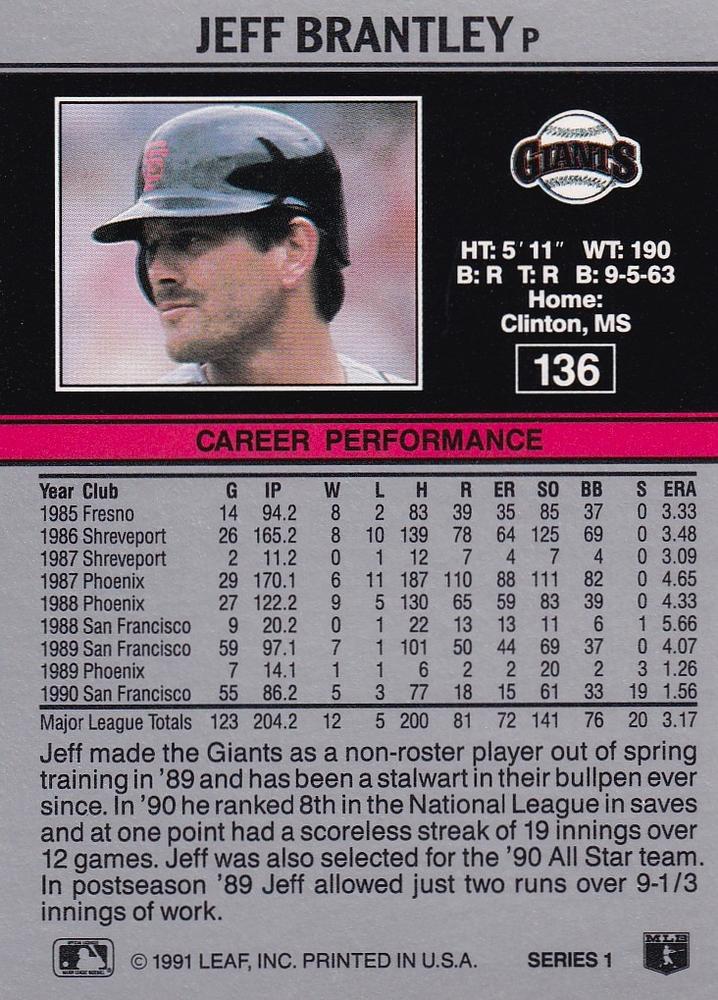 JEFF BRANTLEY P
GIANTS
HT: 5' 11" WT: 190
B: R T: R B: 9-5-63
Home:
Clinton, MS
136
CAREER PERFORMANCE
Year Club G IP W L H R ER SO BB S ERA
1985 Fresno 14 94.2 8 2 83 39 35 85 37 0 3.33
1986 Shreveport 26 165.2 8 10 139 78 64 125 69 0 3.48
1987 Shreveport 2 11.2 0 1 12 7 4 7 4 0 3.09
1987 Phoenix 29 170.1 6 11 187 110 88 111 82 0 4.65
1988 Phoenix 27 122.2 9 5 130 65 59 83 39 0 4.33
1988 San Francisco 9 20.2 0 1 22 13 13 11 6 1 5.66
1989 San Francisco 59 97.1 7 1 101 50 44 69 37 0 4.07
1989 Phoenix 7 14.1 1 1 6 2 2 20 2 3 1.26
1990 San Francisco 55 86.2 5 3 77 18 15 61 33 19 1.56
Major League Totals 123 204.2 12 5 200 81 72 141 76 20 3.17
Jeff made the Giants as a non-roster player out of spring
training in '89 and has been a stalwart in their bullpen ever
since. In '90 he ranked 8th in the National League in saves
and at one point had a scoreless streak of 19 innings over
12 games. Jeff was also selected for the '90 All Star team.
In postseason '89 Jeff allowed just two runs over 9-1/3
innings of work.
© 1991 LEAF, INC. PRINTED IN U.S.A. SERIES 1
MLB